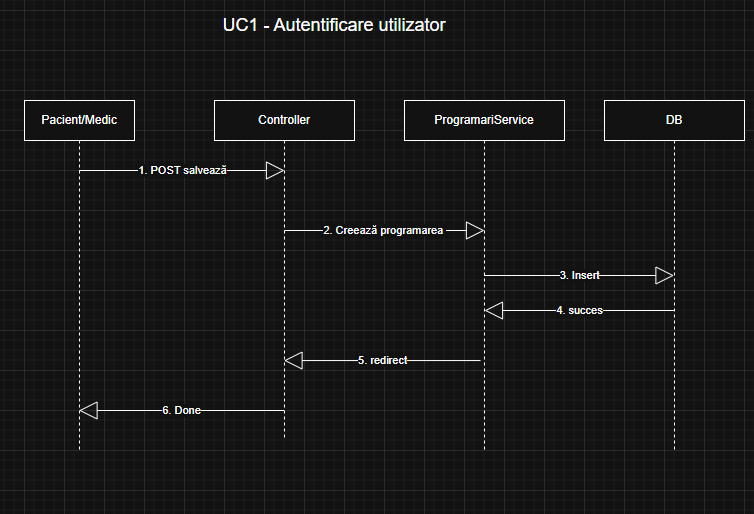 UC1 - Autentificare utilizator
Pacient/Medic
Controller
ProgramariService
DB
1. POST salvează
2. Creează programarea
3. Insert
4. succes
5. redirect
6. Done